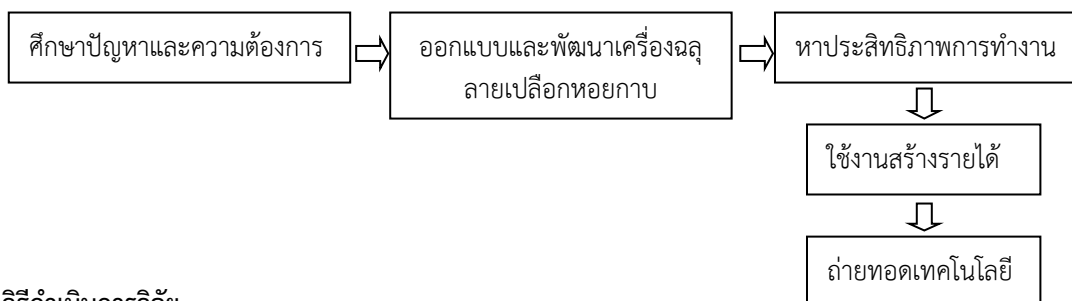 ศึกษาปัญหาและความต้องการ
ออกแบบและพัฒนาเครื่องฉลุ
ลายเปลือกหอยกาบ
หาประสิทธิภาพการทำงาน
ใช้งานสร้างรายได้
ถ่ายทอดเทคโนโลยี